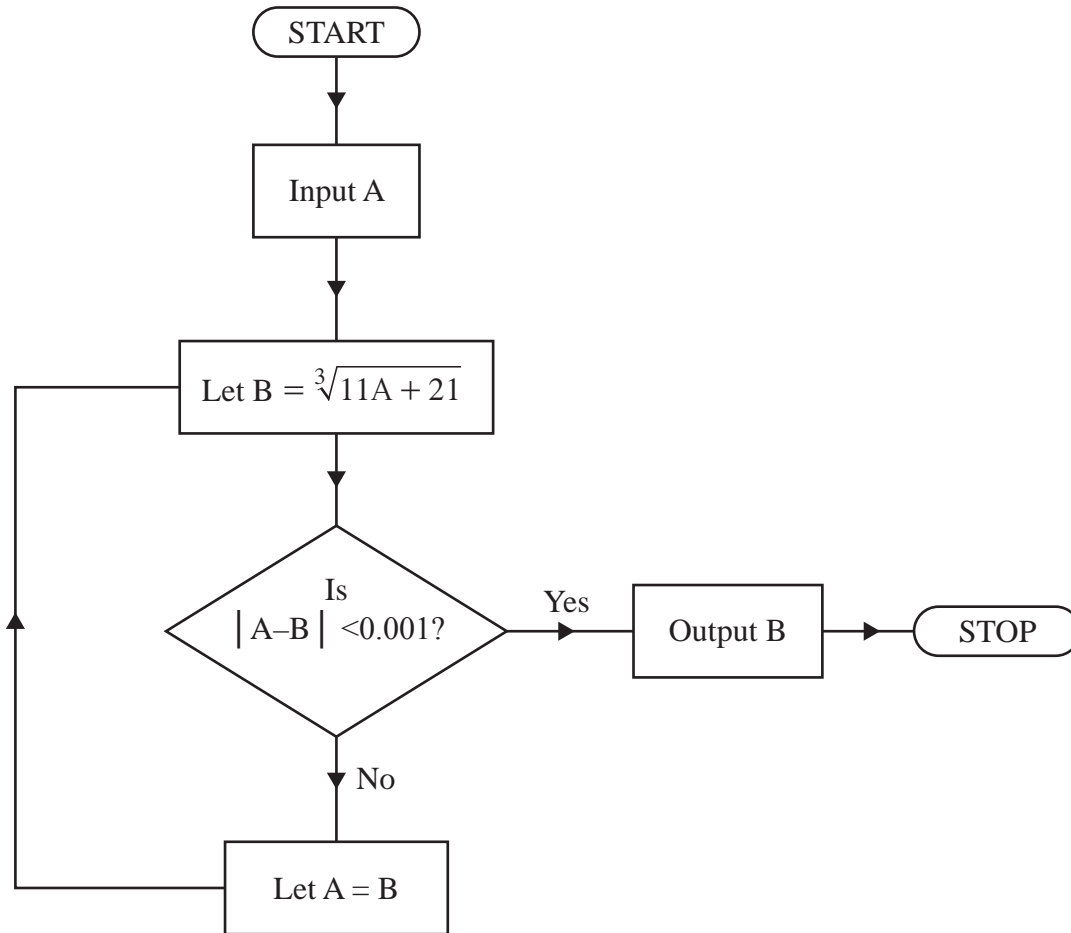 START
Input A
Let B = ∛(11A + 21)
Is
|A–B| <0.001?
Yes
Output B
STOP
No
Let A = B